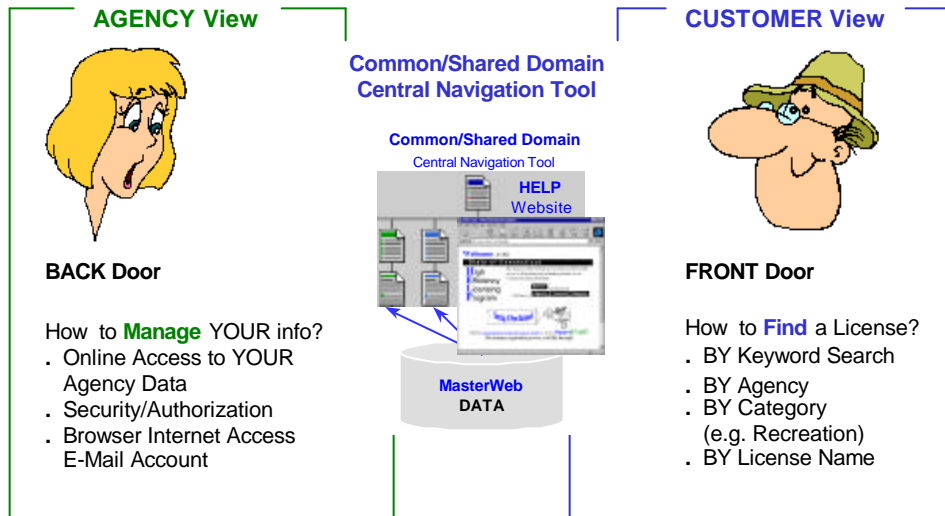 AGENCY View
BACK Door
How to Manage YOUR info?
. Online Access to YOUR
Agency Data
. Security/Authorization
. Browser Internet Access
E-Mail Account
Common/Shared Domain
Central Navigation Tool
Common/Shared Domain
Central Navigation Tool
HELP
Website
Welcome
High
Efficiency
Licensing
Program
MasterWeb
DATA
CUSTOMER View
FRONT Door
How to Find a License?
. BY Keyword Search
. BY Agency
. BY Category
(e.g. Recreation)
. BY License Name